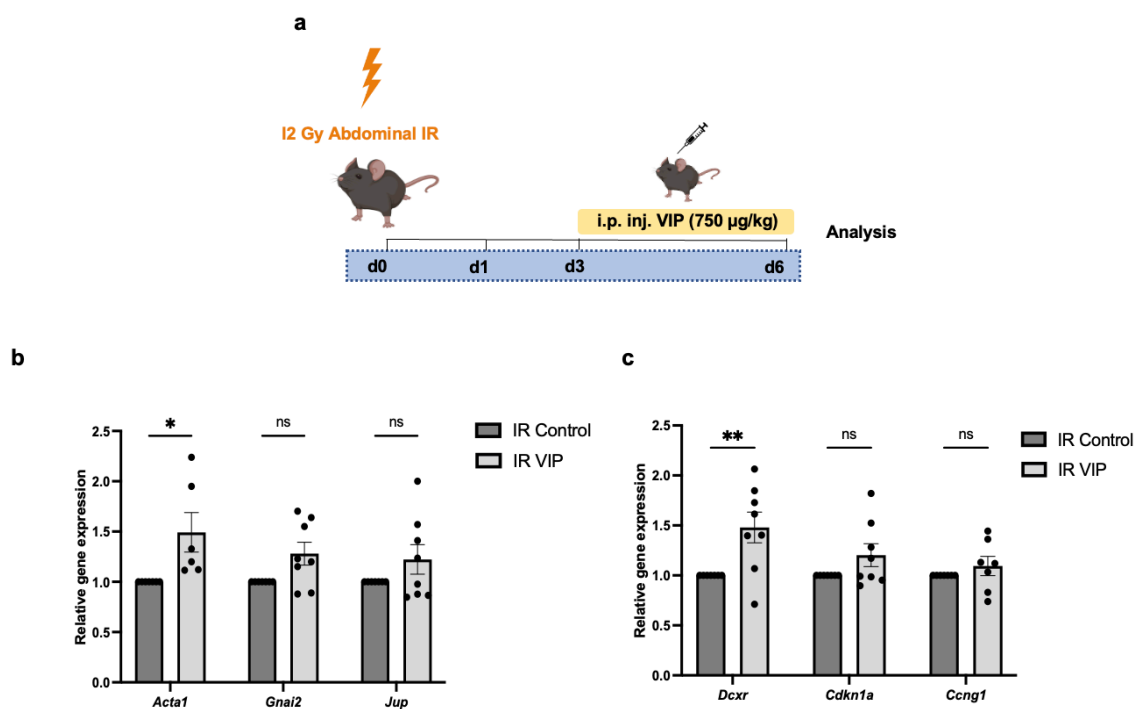 a
I2 Gy Abdominal IR
i.p. inj. VIP (750 µg/kg)
Analysis
d0 d1 d3 d6
b
* ns ns
IR Control
IR VIP
Relative gene expression
2.5
2.0
1.5
1.0
0.5
0.0
Acta1 Gnai2 Jup
c
** ns ns
IR Control
IR VIP
Relative gene expression
2.5
2.0
1.5
1.0
0.5
0.0
Dcxr Cdkn1a Ccng1